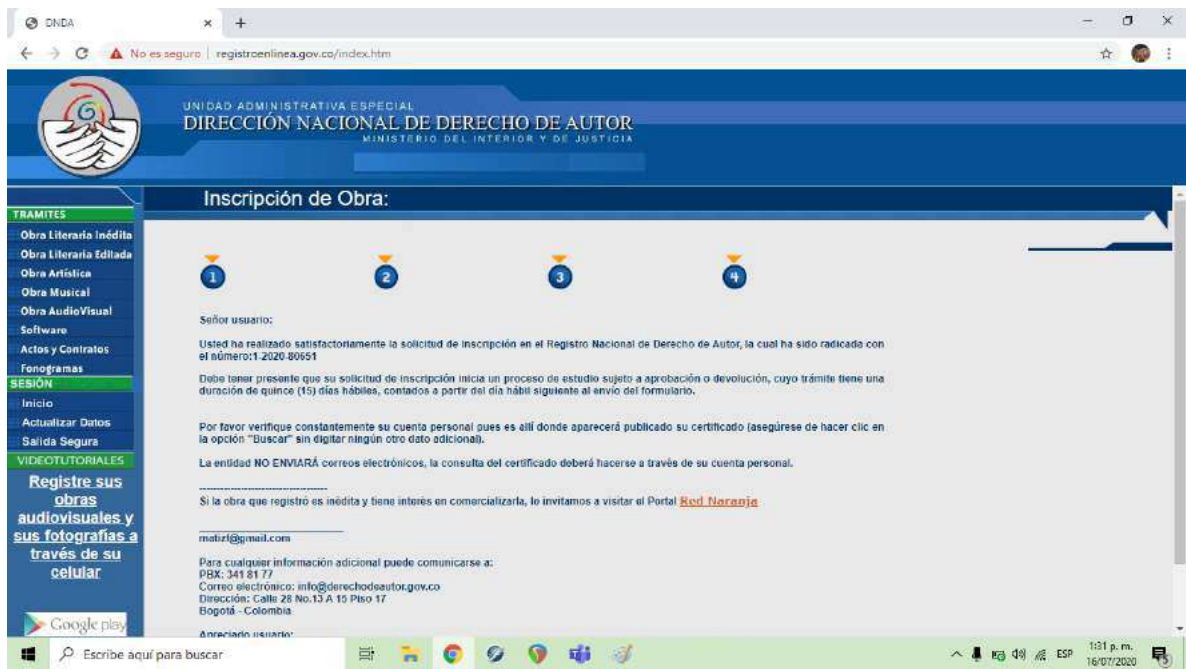 DNDA
No es seguro | registroenlinea.gov.co/index.htm
UNIDAD ADMINISTRATIVA ESPECIAL
DIRECCIÓN NACIONAL DE DERECHO DE AUTOR
MINISTERIO DEL INTERIOR Y DE JUSTICIA
Inscripción de Obra:
TRAMITES
Obra Literaria Inédita
Obra Literaria Editada
Obra Artística
Obra Musical
Obra AudioVisual
Software
Actos y Contratos
Fonogramas
SESIÓN
Inicio
Actualizar Datos
Salida Segura
VIDEOTUTORIALES
Registre sus
obras
audiovisuales y
sus fotografías a
través de su
celular
Google play
1 2 3 4
Señor usuario:
Usted ha realizado satisfactoriamente la solicitud de inscripción en el Registro Nacional de Derecho de Autor, la cual ha sido radicada con
el número:1-2020-80651
Debe tener presente que su solicitud de inscripción inicia un proceso de estudio sujeto a aprobación o devolución, cuyo trámite tiene una
duración de quince (15) días hábiles, contados a partir del día hábil siguiente al envío del formulario.
Por favor verifique constantemente su cuenta personal pues es allí donde aparecerá publicado su certificado (asegúrese de hacer clic en
la opción "Buscar" sin digitar ningún otro dato adicional).
La entidad NO ENVIARÁ correos electrónicos, la consulta del certificado deberá hacerse a través de su cuenta personal.
Si la obra que registró es inédita y tiene interés en comercializarla, lo invitamos a visitar el Portal Red Naranja
matizf@gmail.com
Para cualquier información adicional puede comunicarse a:
PBX: 341 81 77
Correo electrónico: info@derechodeautor.gov.co
Dirección: Calle 28 No.13 A 15 Piso 17
Bogotá - Colombia
Apreciado usuario:
Escribe aquí para buscar
ESP
1:31 p. m.
16/07/2020